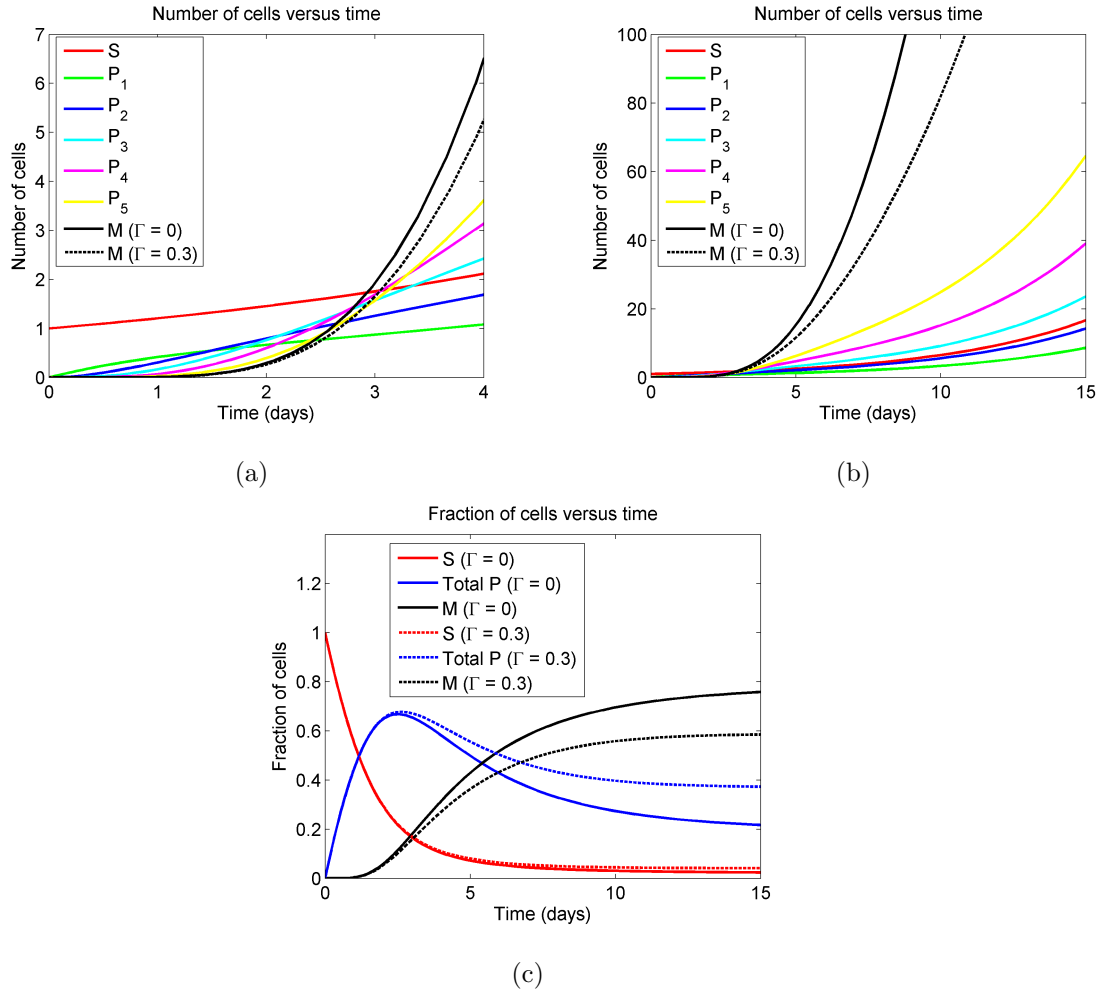 Number of cells versus time
Number of cells
7
6
5
4
3
2
1
0
S
P1
P2
P3
P4
P5
M (Γ = 0)
M (Γ = 0.3)
0
1
2
3
4
Time (days)
(a)
Number of cells versus time
Number of cells
100
80
60
40
20
0
S
P1
P2
P3
P4
P5
M (Γ = 0)
M (Γ = 0.3)
0
5
10
15
Time (days)
(b)
Fraction of cells versus time
Fraction of cells
1.2
1
0.8
0.6
0.4
0.2
0
S (Γ = 0)
Total P (Γ = 0)
M (Γ = 0)
S (Γ = 0.3)
Total P (Γ = 0.3)
M (Γ = 0.3)
0
5
10
15
Time (days)
(c)